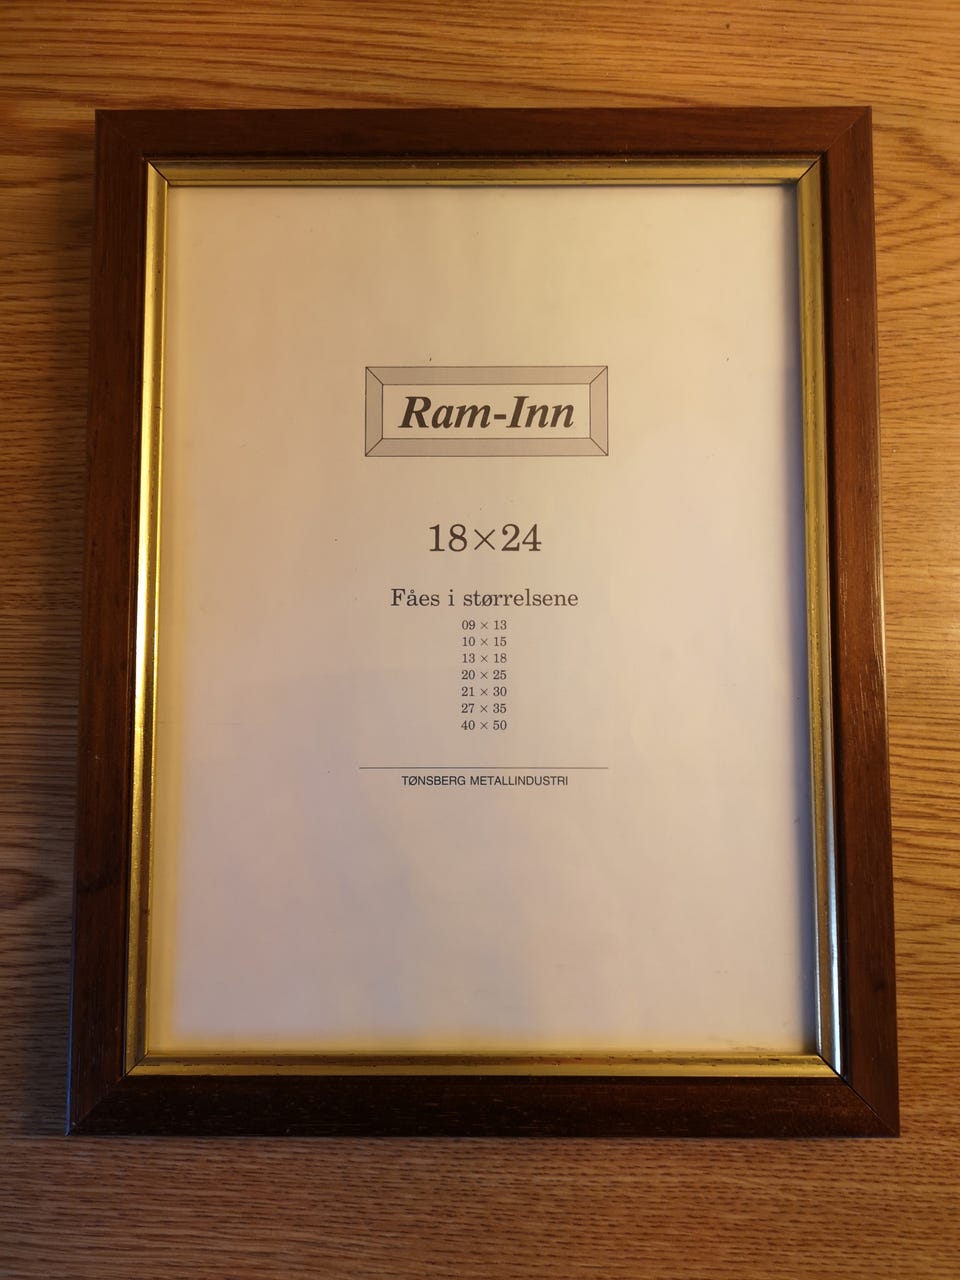 Ram-Inn
18×24
Fåes i størrelsene
09 × 13
10 × 15
13 × 18
20 × 25
21 × 30
27 × 35
40 × 50
TØNSBERG METALLINDUSTRI